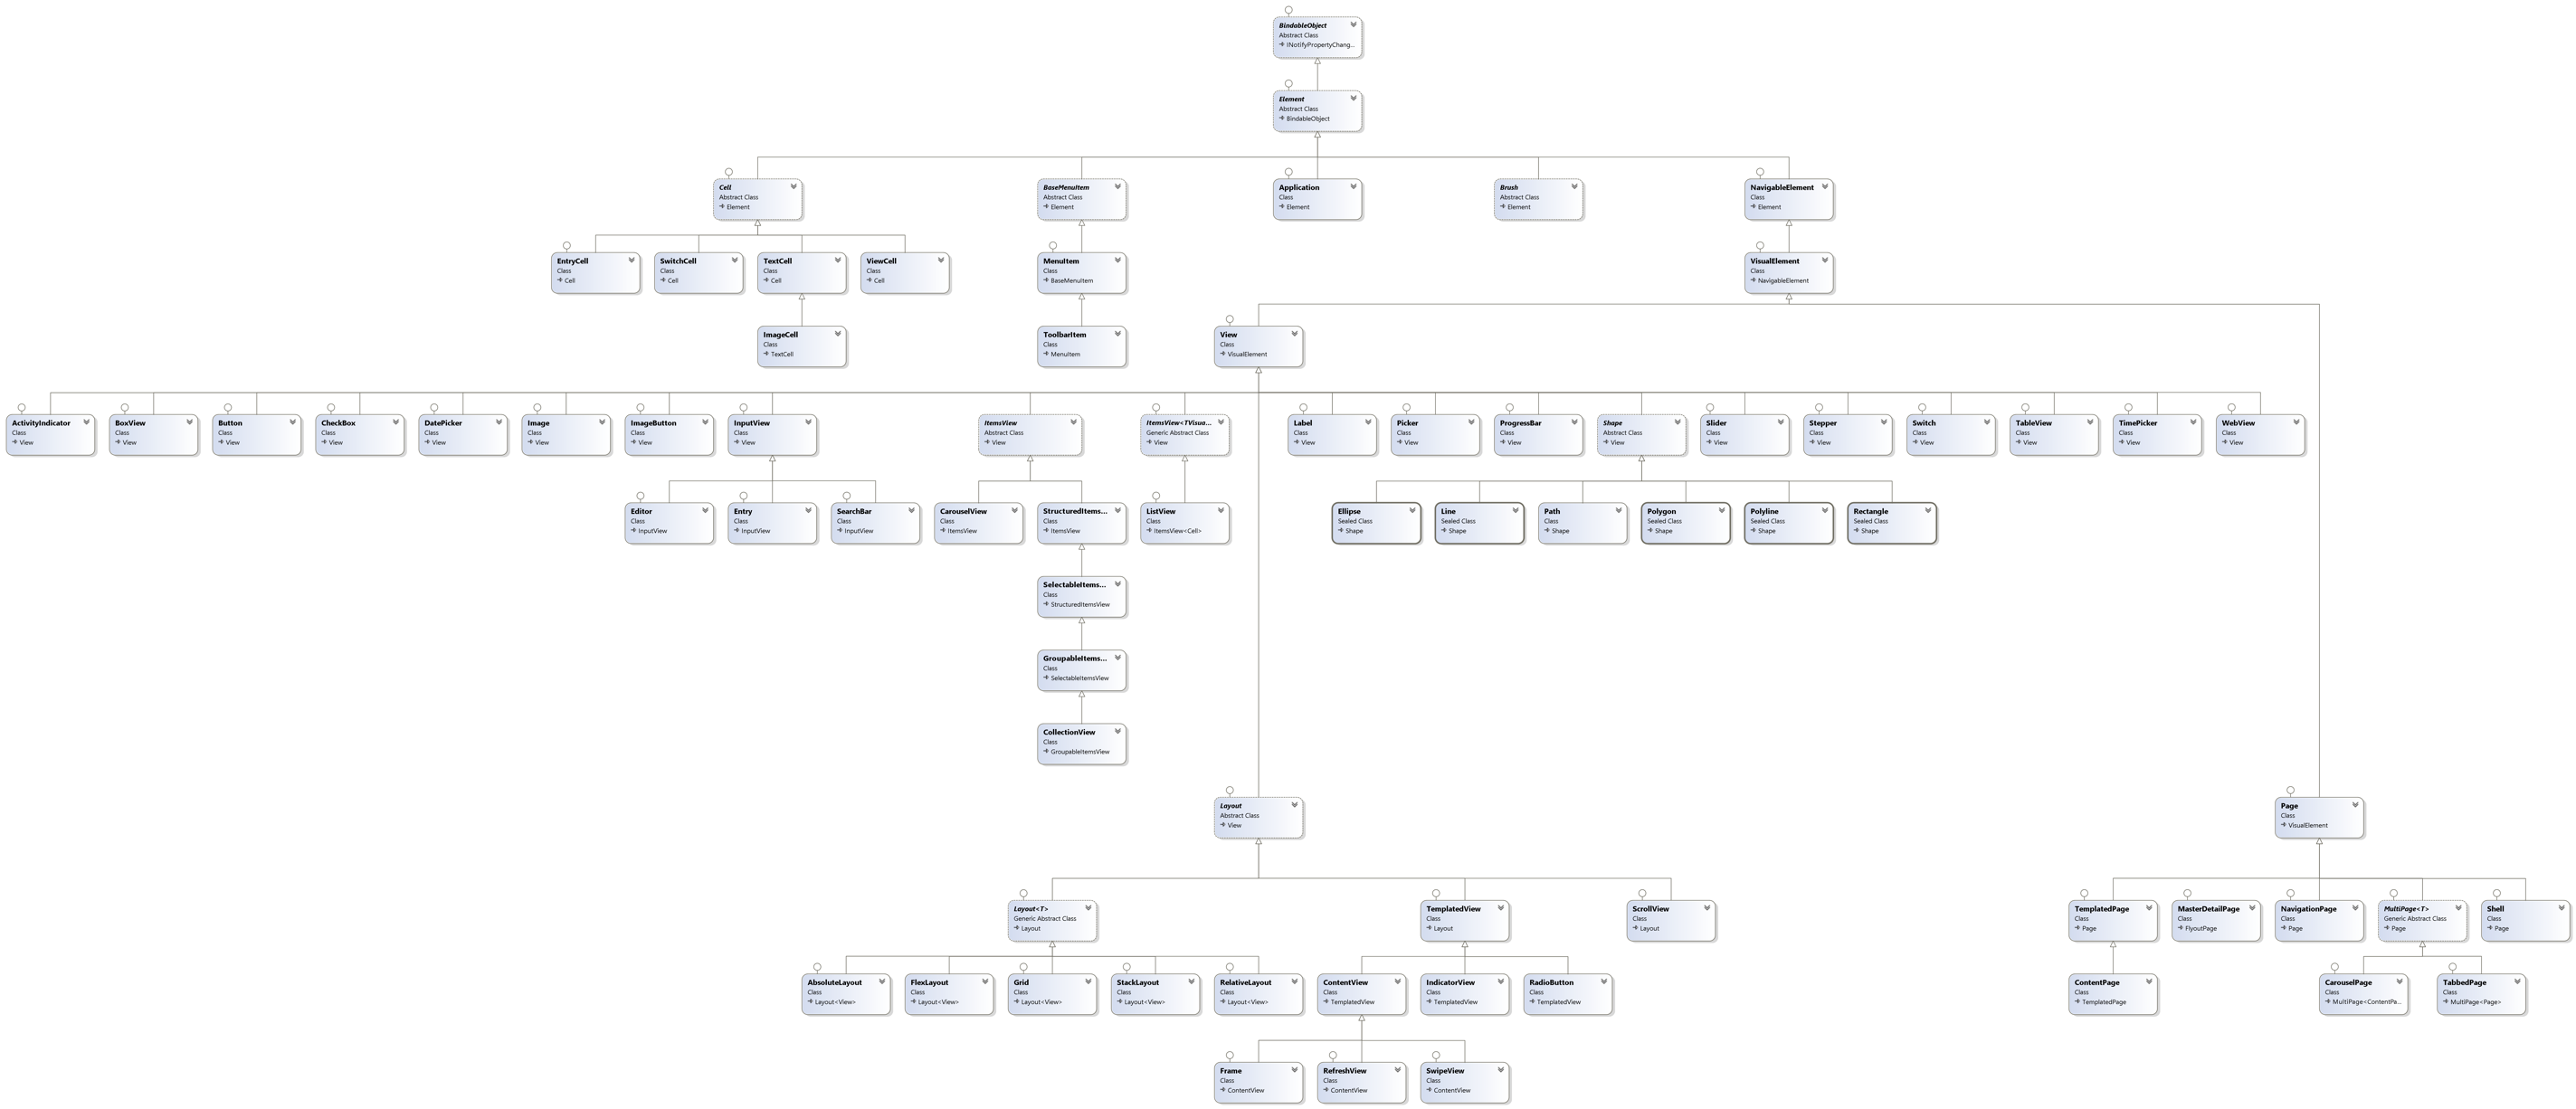 BindableObject
Abstract Class
INotifyPropertyChang...
Element
Abstract Class
BindableObject
Cell
Abstract Class
Element
BaseMenuItem
Abstract Class
Element
Application
Class
Element
Brush
Abstract Class
Element
NavigableElement
Class
Element
EntryCell
Class
Cell
SwitchCell
Class
Cell
TextCell
Class
Cell
ViewCell
Class
Cell
MenuItem
Class
BaseMenuItem
VisualElement
Class
NavigableElement
ImageCell
Class
TextCell
ToolbarItem
Class
MenuItem
View
Class
VisualElement
ActivityIndicator
Class
View
BoxView
Class
View
Button
Class
View
CheckBox
Class
View
DatePicker
Class
View
Image
Class
View
ImageButton
Class
View
InputView
Class
View
ItemsView
Abstract Class
View
ItemsView<TVisua...
Generic Abstract Class
View
Label
Class
View
Picker
Class
View
ProgressBar
Class
View
Shape
Abstract Class
View
Slider
Class
View
Stepper
Class
View
Switch
Class
View
TableView
Class
View
TimePicker
Class
View
WebView
Class
View
Editor
Class
InputView
Entry
Class
InputView
SearchBar
Class
InputView
CarouselView
Class
ItemsView
StructuredItems...
Class
ItemsView
ListView
Class
ItemsView<Cell>
Ellipse
Sealed Class
Shape
Line
Sealed Class
Shape
Path
Class
Shape
Polygon
Sealed Class
Shape
Polyline
Sealed Class
Shape
Rectangle
Sealed Class
Shape
SelectableItems...
Class
StructuredItemsView
GroupableItems...
Class
SelectableItemsView
CollectionView
Class
GroupableItemsView
Layout
Abstract Class
View
Page
Class
VisualElement
Layout<T>
Generic Abstract Class
Layout
TemplatedView
Class
Layout
ScrollView
Class
Layout
TemplatedPage
Class
Page
MasterDetailPage
Class
FlyoutPage
NavigationPage
Class
Page
MultiPage<T>
Generic Abstract Class
Page
Shell
Class
Page
AbsoluteLayout
Class
Layout<View>
FlexLayout
Class
Layout<View>
Grid
Class
Layout<View>
StackLayout
Class
Layout<View>
RelativeLayout
Class
Layout<View>
ContentView
Class
TemplatedView
IndicatorView
Class
TemplatedView
RadioButton
Class
TemplatedView
ContentPage
Class
TemplatedPage
CarouselPage
Class
MultiPage<ContentPa...
TabbedPage
Class
MultiPage<Page>
Frame
Class
ContentView
RefreshView
Class
ContentView
SwipeView
Class
ContentView